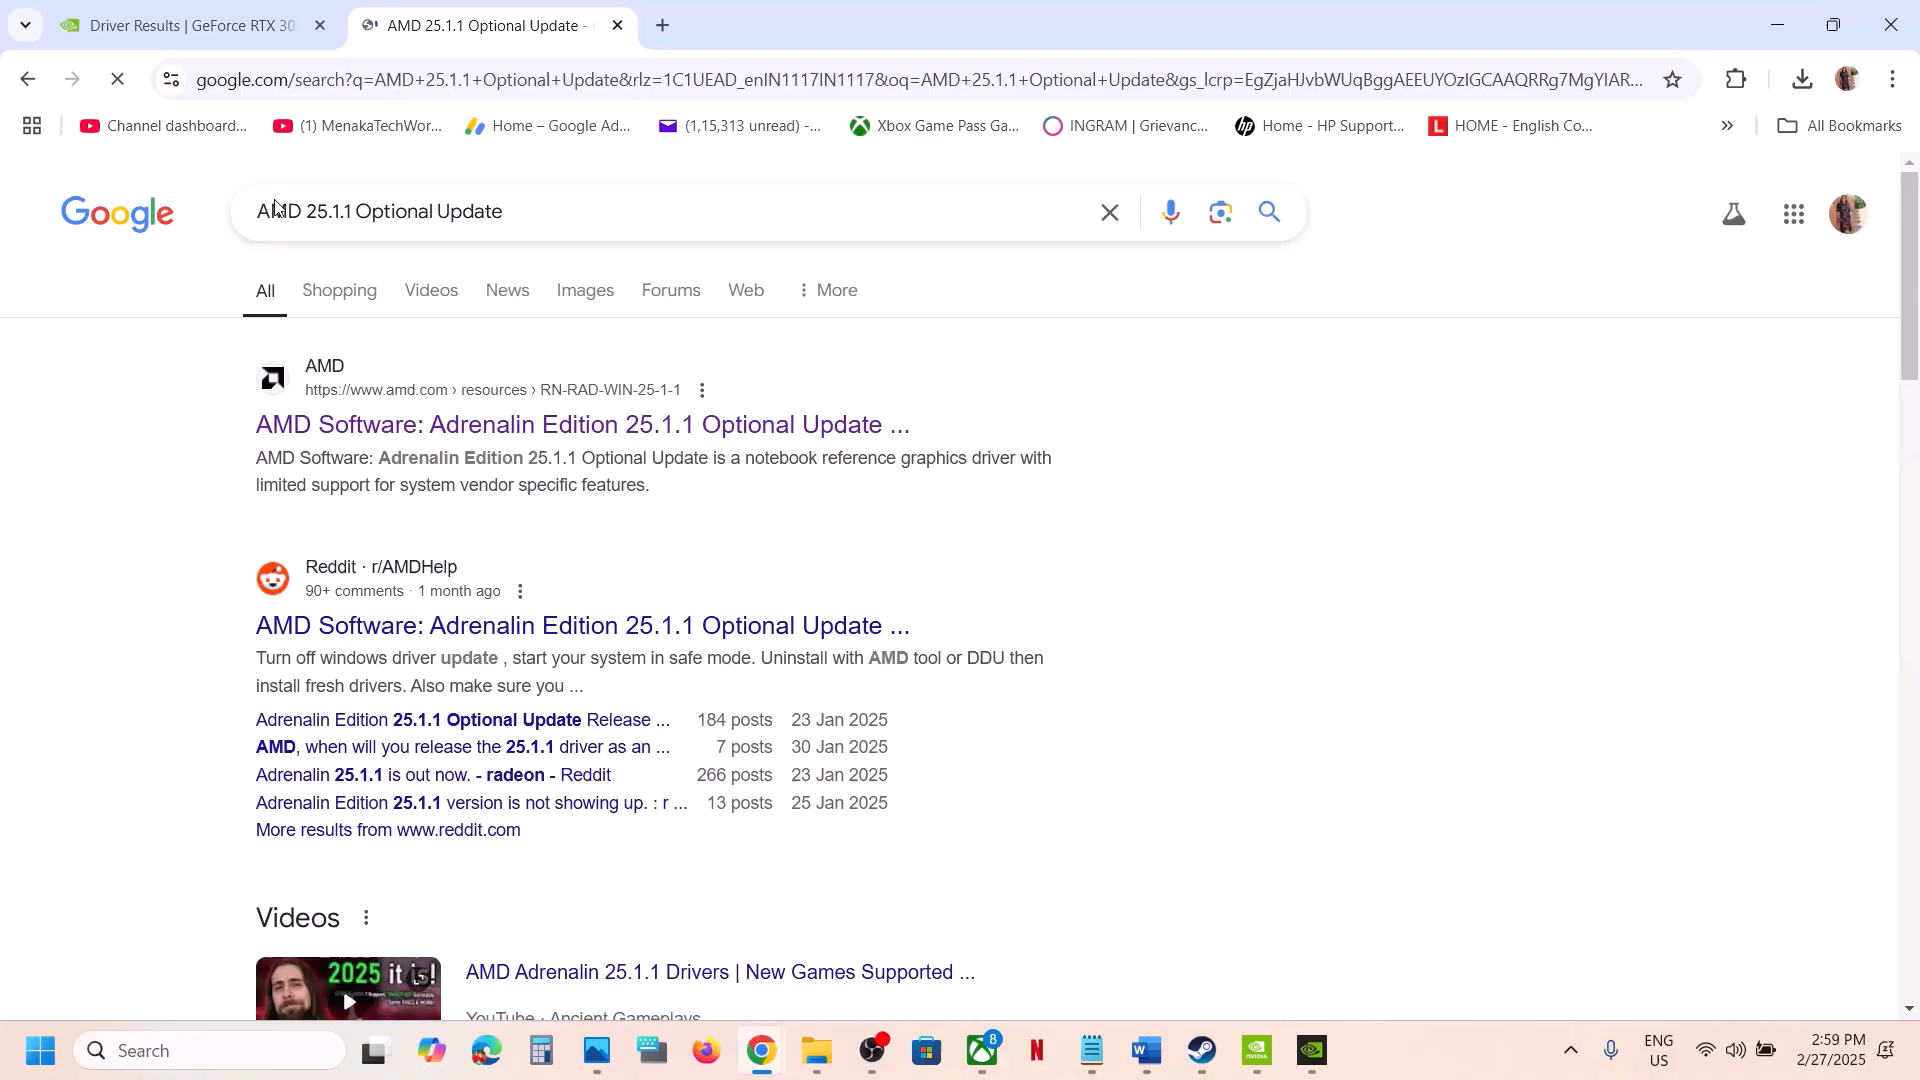 Driver Results | GeForce RTX 30
AMD 25.1.1 Optional Update -
google.com/search?q=AMD+25.1.1+Optional+Update&rlz=1C1UEAD_enIN1117IN1117&oq=AMD+25.1.1+Optional+Update&gs_lcrp=EgZjaHJvbWUqBggAEEUYOzIGCAAQRRg7MgYIAR...
Channel dashboard...
(1) MenakaTechWor...
Home – Google Ad...
(1,15,313 unread) -...
Xbox Game Pass Ga...
INGRAM | Grievanc...
Home - HP Support...
HOME - English Co...
All Bookmarks
Google
AMD 25.1.1 Optional Update
All Shopping Videos News Images Forums Web More
AMD
https://www.amd.com › resources › RN-RAD-WIN-25-1-1
AMD Software: Adrenalin Edition 25.1.1 Optional Update ...
AMD Software: Adrenalin Edition 25.1.1 Optional Update is a notebook reference graphics driver with
limited support for system vendor specific features.
Reddit · r/AMDHelp
90+ comments · 1 month ago
AMD Software: Adrenalin Edition 25.1.1 Optional Update ...
Turn off windows driver update , start your system in safe mode. Uninstall with AMD tool or DDU then
install fresh drivers. Also make sure you ...
Adrenalin Edition 25.1.1 Optional Update Release ... 184 posts 23 Jan 2025
AMD, when will you release the 25.1.1 driver as an ... 7 posts 30 Jan 2025
Adrenalin 25.1.1 is out now. - radeon - Reddit 266 posts 23 Jan 2025
Adrenalin Edition 25.1.1 version is not showing up. : r ... 13 posts 25 Jan 2025
More results from www.reddit.com
Videos
2025 it is!
AMD Adrenalin 25.1.1 Drivers | New Games Supported ...
YouTube · Ancient Gameplays
Search
8
ENG
US
2:59 PM
2/27/2025